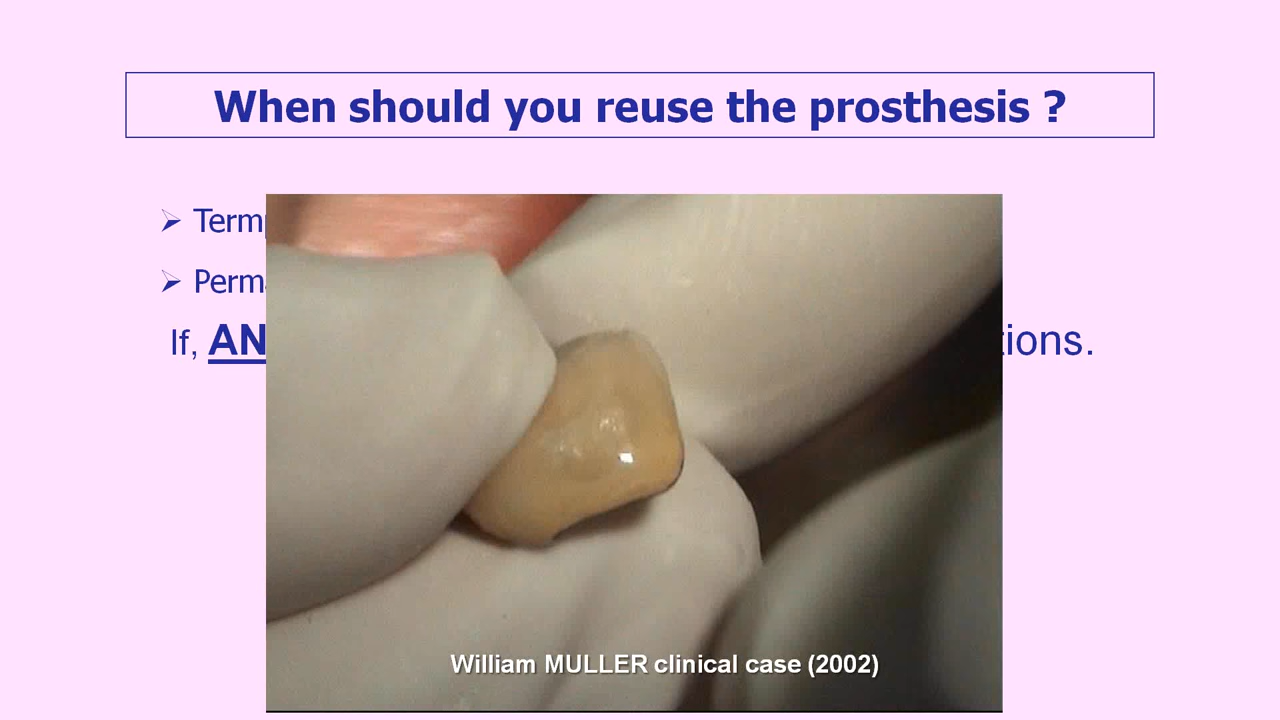 When should you reuse the prosthesis ?
➢ Term
➢ Perm
If, AN tions.
William MULLER clinical case (2002)